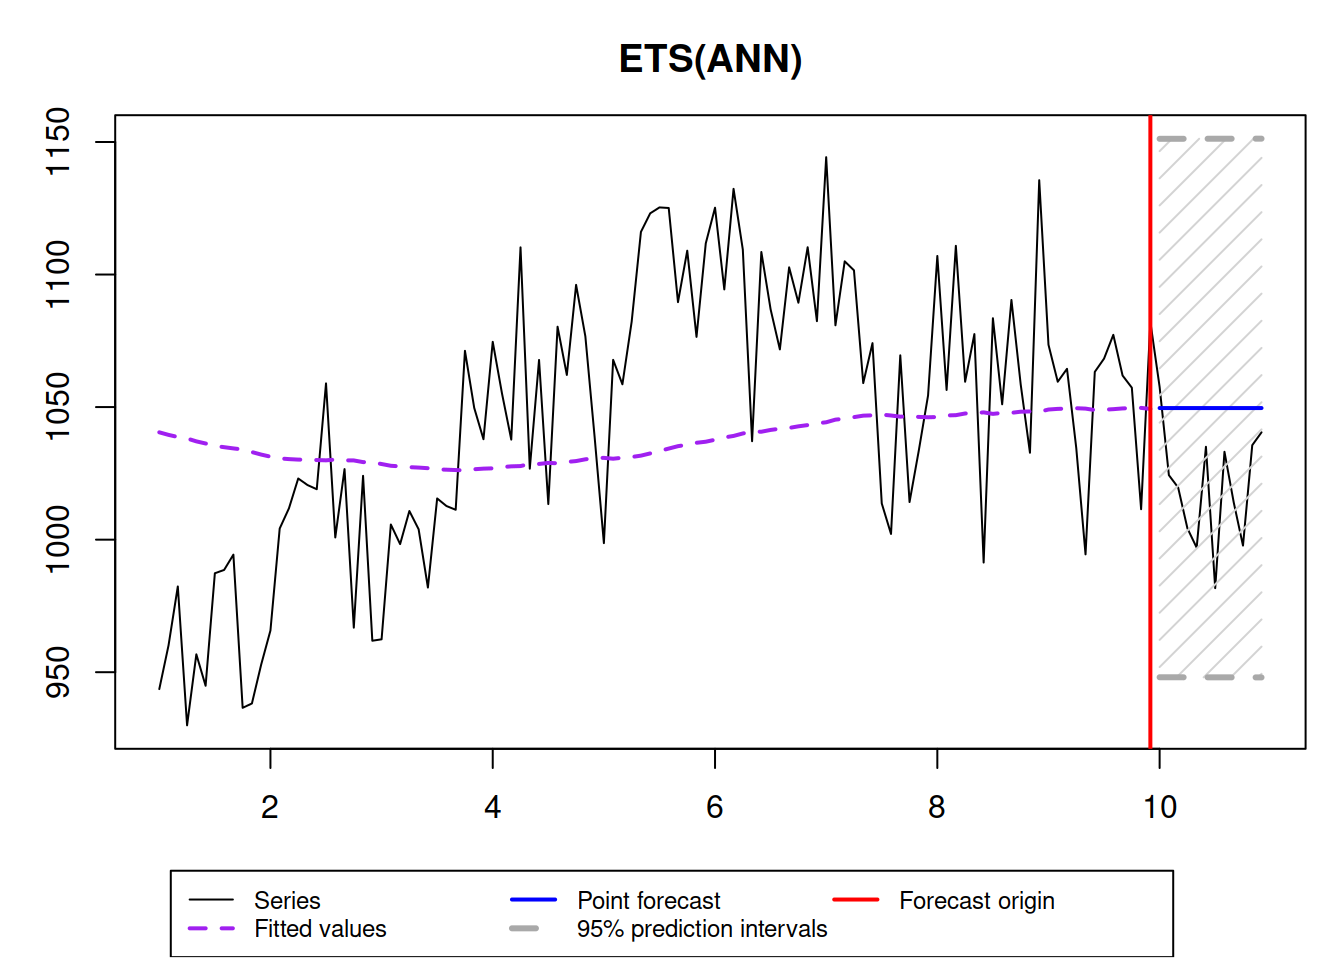 ETS(ANN)
1150
1100
1050
1000
950
2 4 6 8 10
Series Point forecast Forecast origin
Fitted values 95% prediction intervals